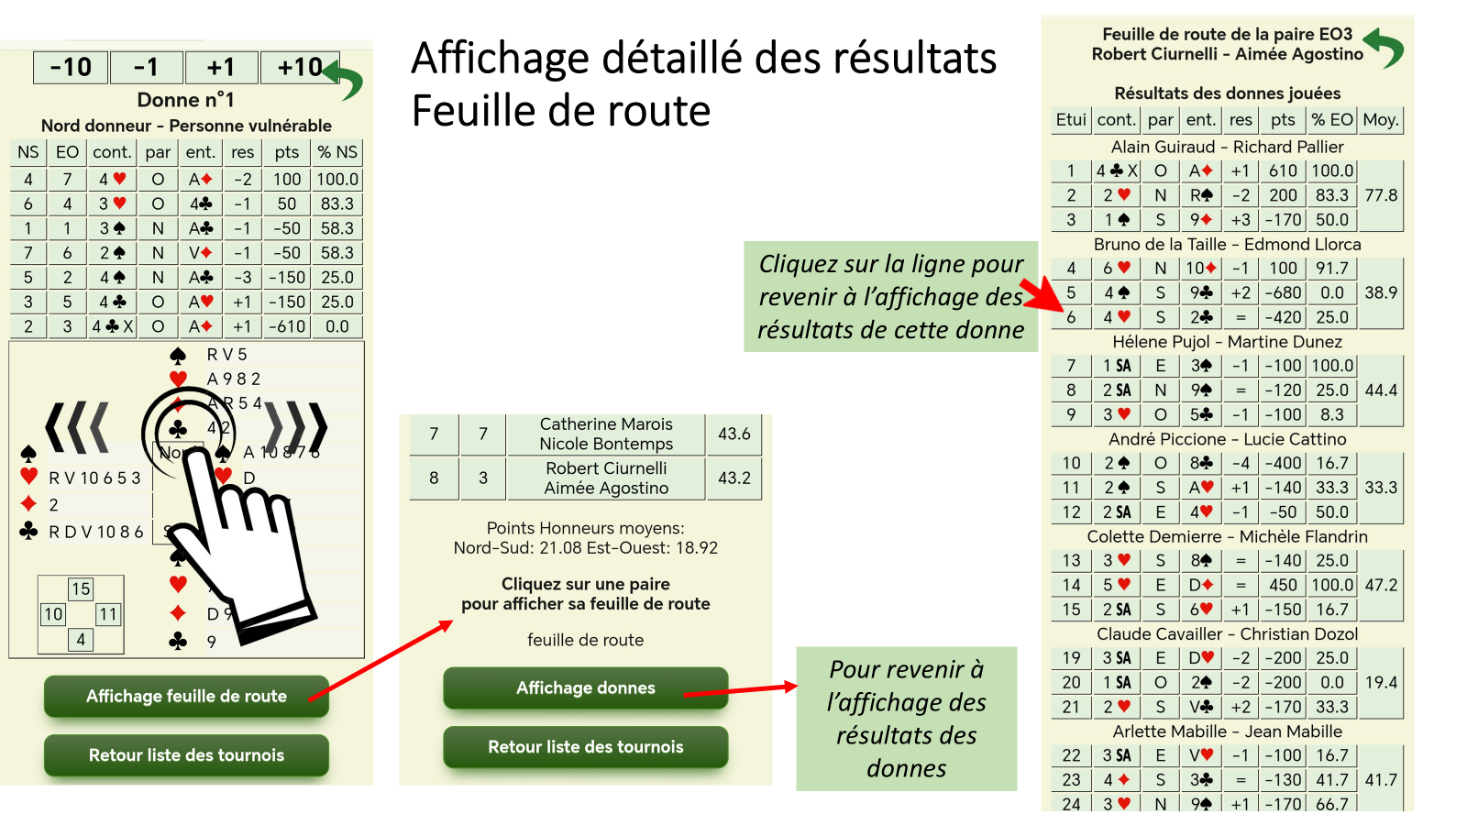 Affichage détaillé des résultats
Feuille de route
-10 -1 +1 +10
Donne n°1
Nord donneur - Personne vulnérable
NS EO cont. par ent. res pts % NS
4 7 4 ♥ O A♦ -2 100 100.0
6 4 3 ♥ O 4♣ -1 50 83.3
1 1 3 ♠ N A♣ -1 -50 58.3
7 6 2 ♠ N V♦ -1 -50 58.3
5 2 4 ♠ N A♣ -3 -150 25.0
3 5 4 ♣ O A♥ +1 -150 25.0
2 3 4 ♣ X O A♦ +1 -610 0.0
♠ R V 5
♥ A 9 8 2
♦ A R 5 4
♣ 4 2
♠
♥ R V 10 6 5 3
♦ 2
♣ R D V 10 8 6
♠ A 10 8 7 6
♥ D
♠
♥
♦ D 9
♣ 9
15
10 11
4
Affichage feuille de route
Retour liste des tournois
7 7 Catherine Marois
Nicole Bontemps 43.6
8 3 Robert Ciurnelli
Aimée Agostino 43.2
Points Honneurs moyens:
Nord-Sud: 21.08 Est-Ouest: 18.92
Cliquez sur une paire
pour afficher sa feuille de route
feuille de route
Affichage donnes
Retour liste des tournois
Cliquez sur la ligne pour
revenir à l'affichage des
résultats de cette donne
Pour revenir à
l'affichage des
résultats des
donnes
Feuille de route de la paire EO3
Robert Ciurnelli - Aimée Agostino
Résultats des donnes jouées
Etui cont. par ent. res pts % EO Moy.
Alain Guiraud - Richard Pallier
1 4 ♣ X O A♦ +1 610 100.0
2 2 ♥ N R♠ -2 200 83.3 77.8
3 1 ♠ S 9♦ +3 -170 50.0
Bruno de la Taille - Edmond Llorca
4 6 ♥ N 10♦ -1 100 91.7
5 4 ♠ S 9♣ +2 -680 0.0 38.9
6 4 ♥ S 2♣ = -420 25.0
Hélene Pujol - Martine Dunez
7 1 SA E 3♠ -1 -100 100.0
8 2 SA N 9♠ = -120 25.0 44.4
9 3 ♥ O 5♣ -1 -100 8.3
André Piccione - Lucie Cattino
10 2 ♠ O 8♣ -4 -400 16.7
11 2 ♠ S A♥ +1 -140 33.3 33.3
12 2 SA E 4♥ -1 -50 50.0
Colette Demierre - Michèle Flandrin
13 3 ♥ S 8♠ = -140 25.0
14 5 ♥ E D♦ = 450 100.0 47.2
15 2 SA S 6♥ +1 -150 16.7
Claude Cavailler - Christian Dozol
19 3 SA E D♥ -2 -200 25.0
20 1 SA O 2♠ -2 -200 0.0 19.4
21 2 ♥ S V♣ +2 -170 33.3
Arlette Mabille - Jean Mabille
22 3 SA E V♥ -1 -100 16.7
23 4 ♦ S 3♣ = -130 41.7 41.7
24 3 ♥ N 9♠ +1 -170 66.7